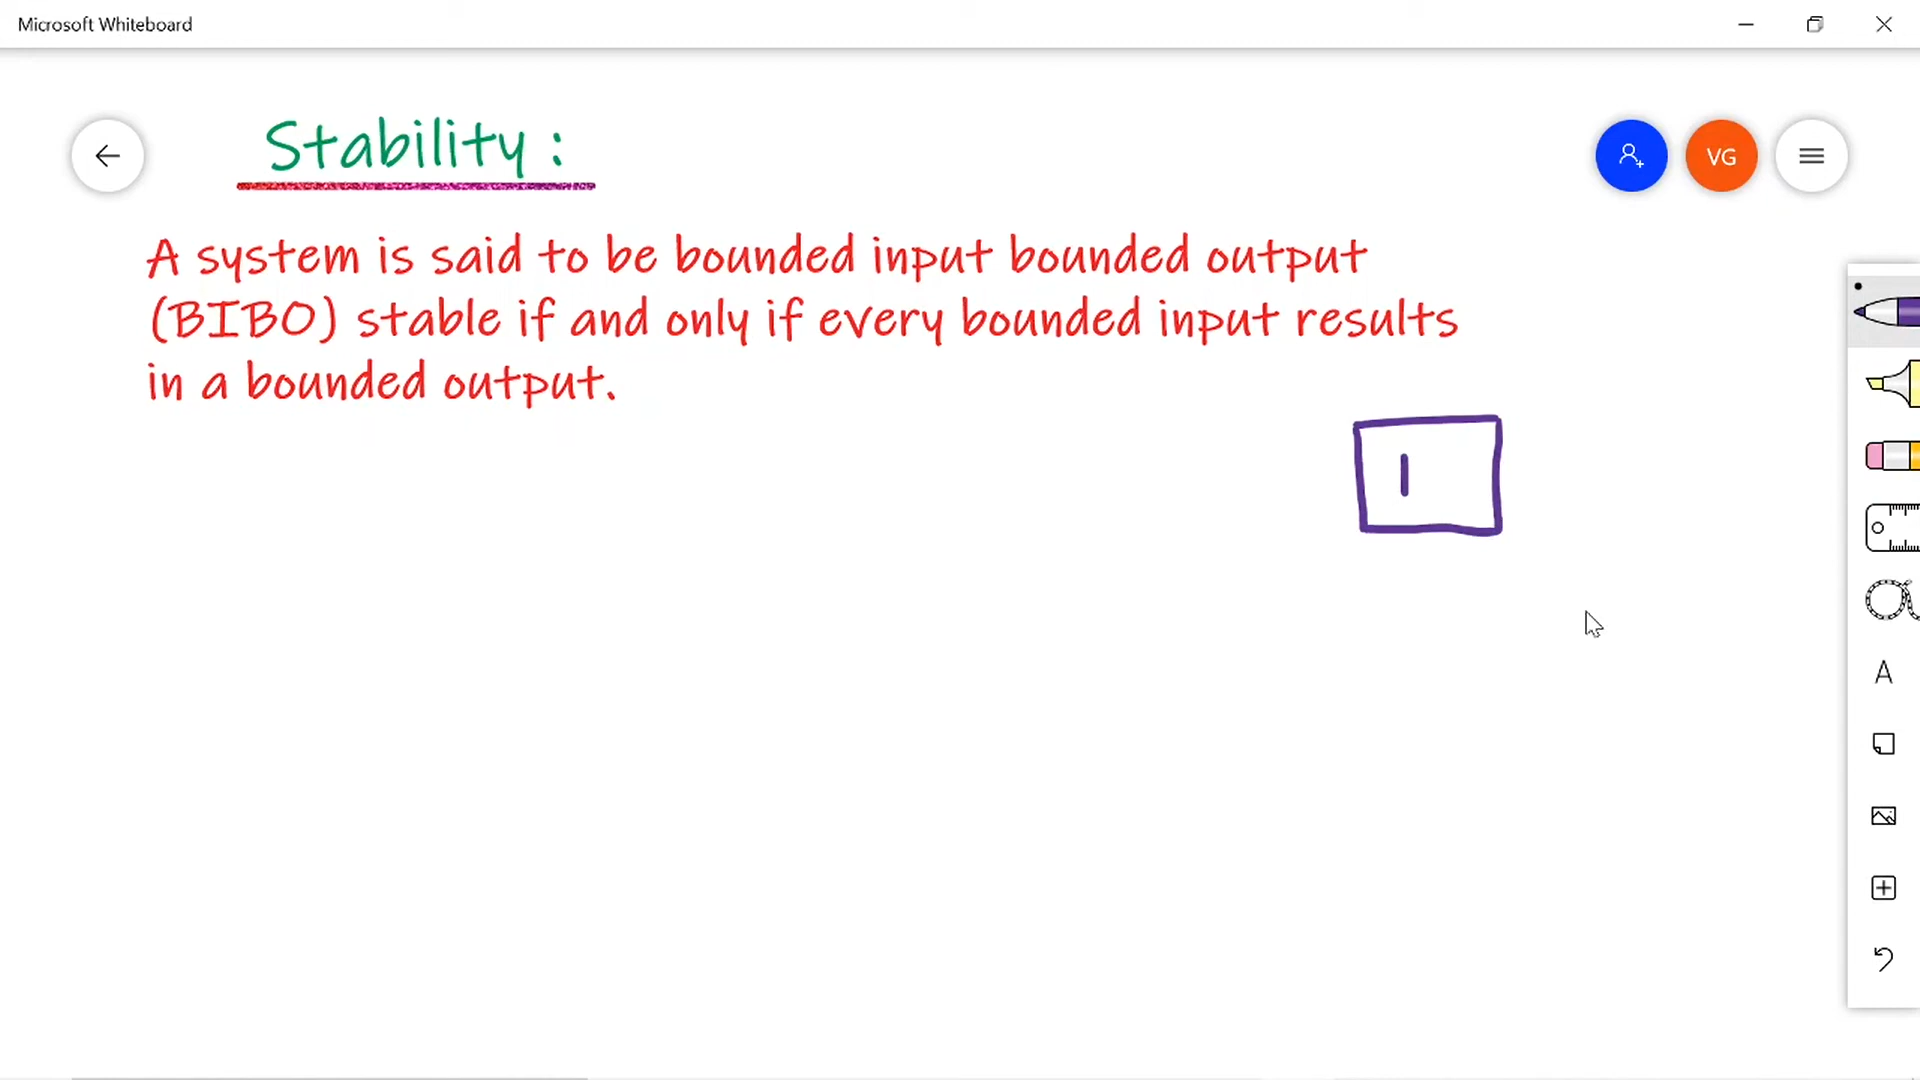 Microsoft Whiteboard
Stability :
VG
A system is said to be bounded input bounded output
(BIBO) stable if and only if every bounded input results
in a bounded output.
I
A